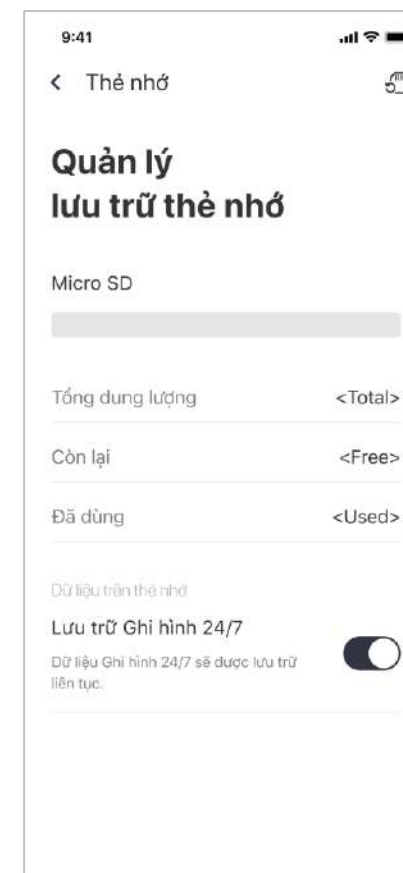 9:41
Thẻ nhớ
Quản lý
lưu trữ thẻ nhớ
Micro SD
Tổng dung lượng <Total>
Còn lại <Free>
Đã dùng <Used>
Dữ liệu trên thẻ nhớ
Lưu trữ Ghi hình 24/7
Dữ liệu Ghi hình 24/7 sẽ được lưu trữ
liên tục.